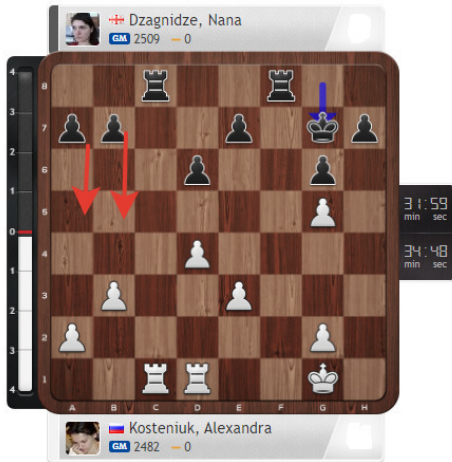 Dzagnidze, Nana
GM 2509 – 0
4
8
3
7
31:59
min sec
2
6
1
5
34:48
min sec
0
4
1
3
2
2
3
1
4
A B C D E F G H
Kosteniuk, Alexandra
GM 2482 – 0